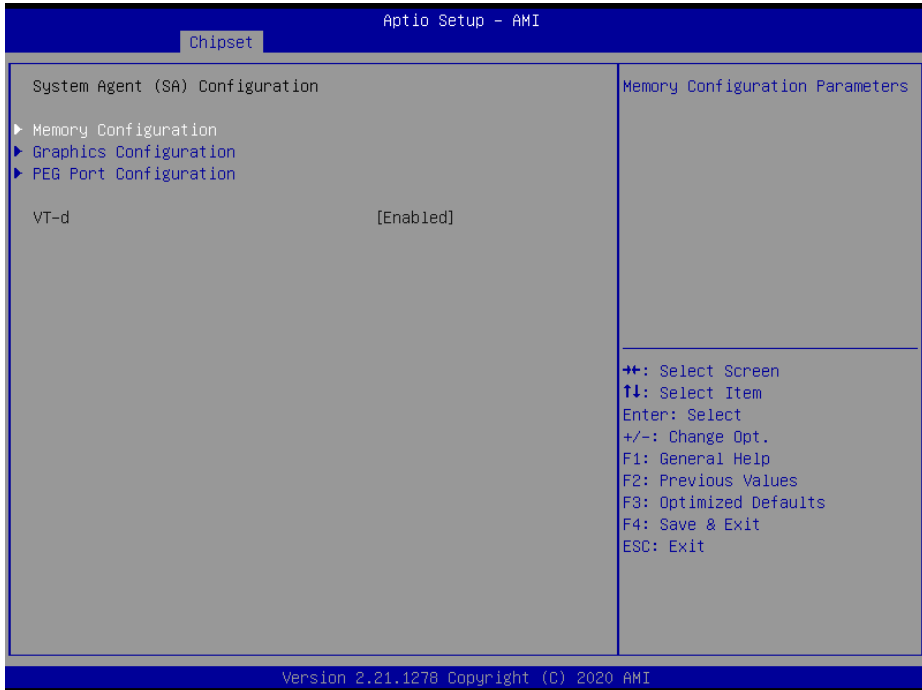 Aptio Setup – AMI
Chipset
System Agent (SA) Configuration
Memory Configuration
Graphics Configuration
PEG Port Configuration
VT-d [Enabled]
Memory Configuration Parameters
→←: Select Screen
↑↓: Select Item
Enter: Select
+/-: Change Opt.
F1: General Help
F2: Previous Values
F3: Optimized Defaults
F4: Save & Exit
ESC: Exit
Version 2.21.1278 Copyright (C) 2020 AMI